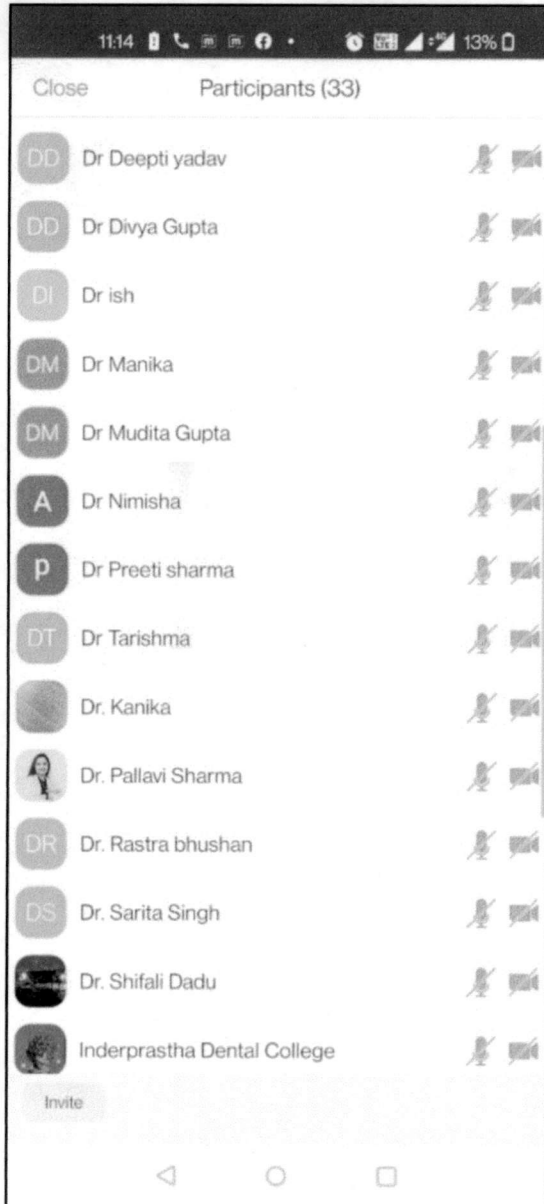 11:14 13%
Close Participants (33)
DD Dr Deepti yadav
DD Dr Divya Gupta
DI Dr ish
DM Dr Manika
DM Dr Mudita Gupta
A Dr Nimisha
p Dr Preeti sharma
DT Dr Tarishma
Dr. Kanika
Dr. Pallavi Sharma
DR Dr. Rastra bhushan
DS Dr. Sarita Singh
Dr. Shifali Dadu
Inderprastha Dental College
Invite